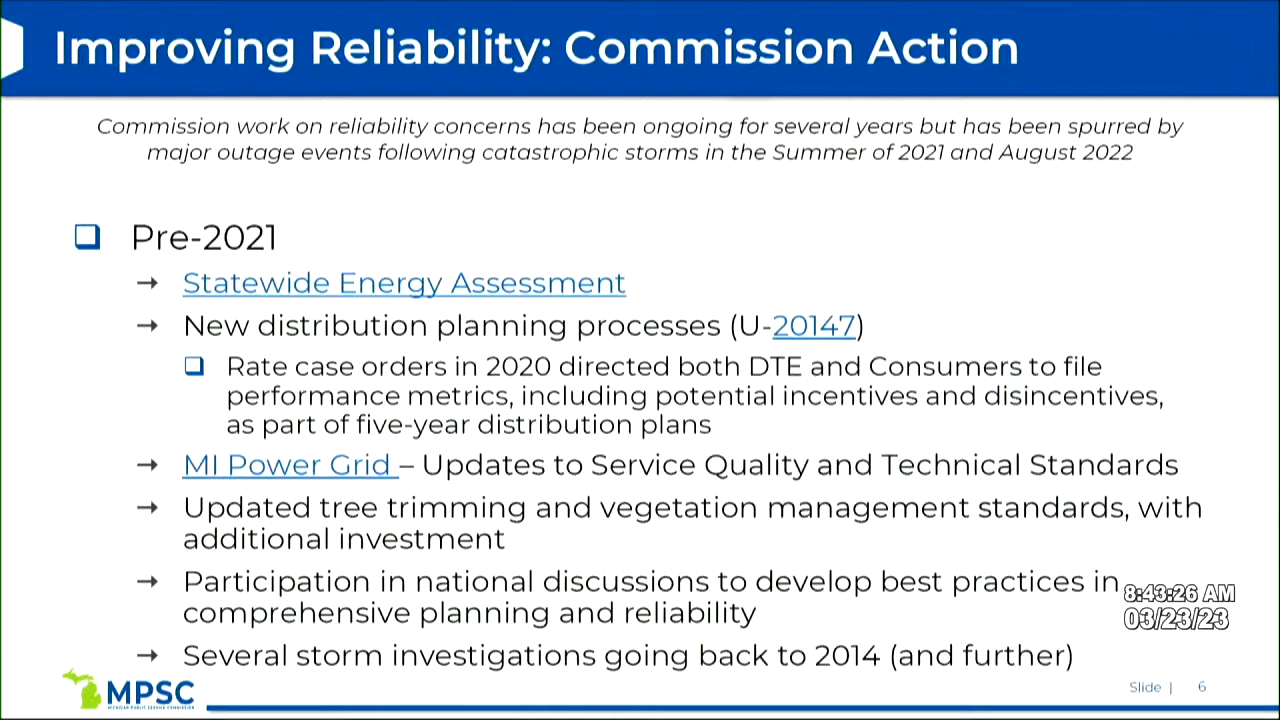 Improving Reliability: Commission Action
Commission work on reliability concerns has been ongoing for several years but has been spurred by
major outage events following catastrophic storms in the Summer of 2021 and August 2022
Pre-2021
→ Statewide Energy Assessment
→ New distribution planning processes (U-20147)
Rate case orders in 2020 directed both DTE and Consumers to file
performance metrics, including potential incentives and disincentives,
as part of five-year distribution plans
→ MI Power Grid – Updates to Service Quality and Technical Standards
→ Updated tree trimming and vegetation management standards, with
additional investment
→ Participation in national discussions to develop best practices in
comprehensive planning and reliability
8:43:26 AM
03/23/23
→ Several storm investigations going back to 2014 (and further)
MPSC
MICHIGAN PUBLIC SERVICE COMMISSION
Slide | 6